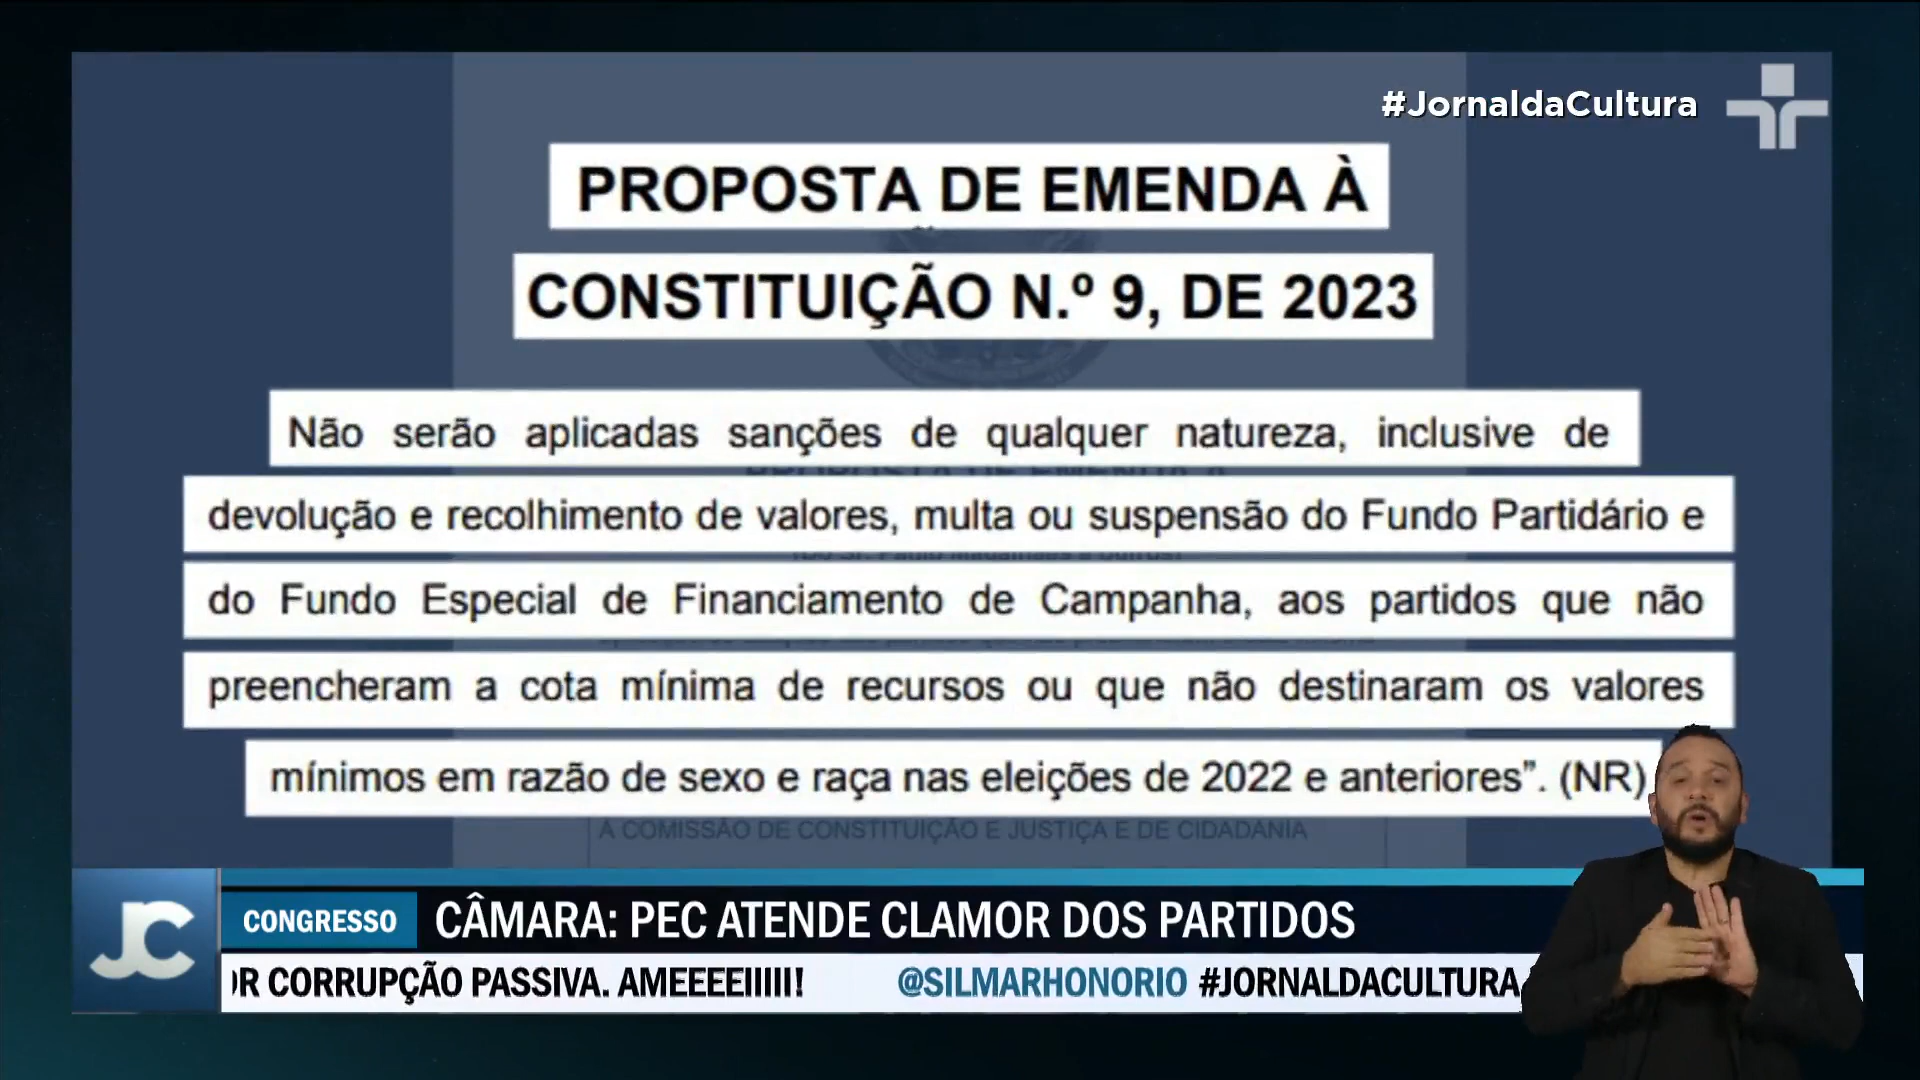 #JornaldaCultura
PROPOSTA DE EMENDA À
CONSTITUIÇÃO N.º 9, DE 2023
Não serão aplicadas sanções de qualquer natureza, inclusive de
devolução e recolhimento de valores, multa ou suspensão do Fundo Partidário e
do Fundo Especial de Financiamento de Campanha, aos partidos que não
preencheram a cota mínima de recursos ou que não destinaram os valores
mínimos em razão de sexo e raça nas eleições de 2022 e anteriores”. (NR)
À COMISSÃO DE CONSTITUIÇÃO E JUSTIÇA E DE CIDADANIA
JC
CONGRESSO
CÂMARA: PEC ATENDE CLAMOR DOS PARTIDOS
CORRUPÇÃO PASSIVA. AMEEEEIIIII! @SILMARHONORIO #JORNALDACULTURA